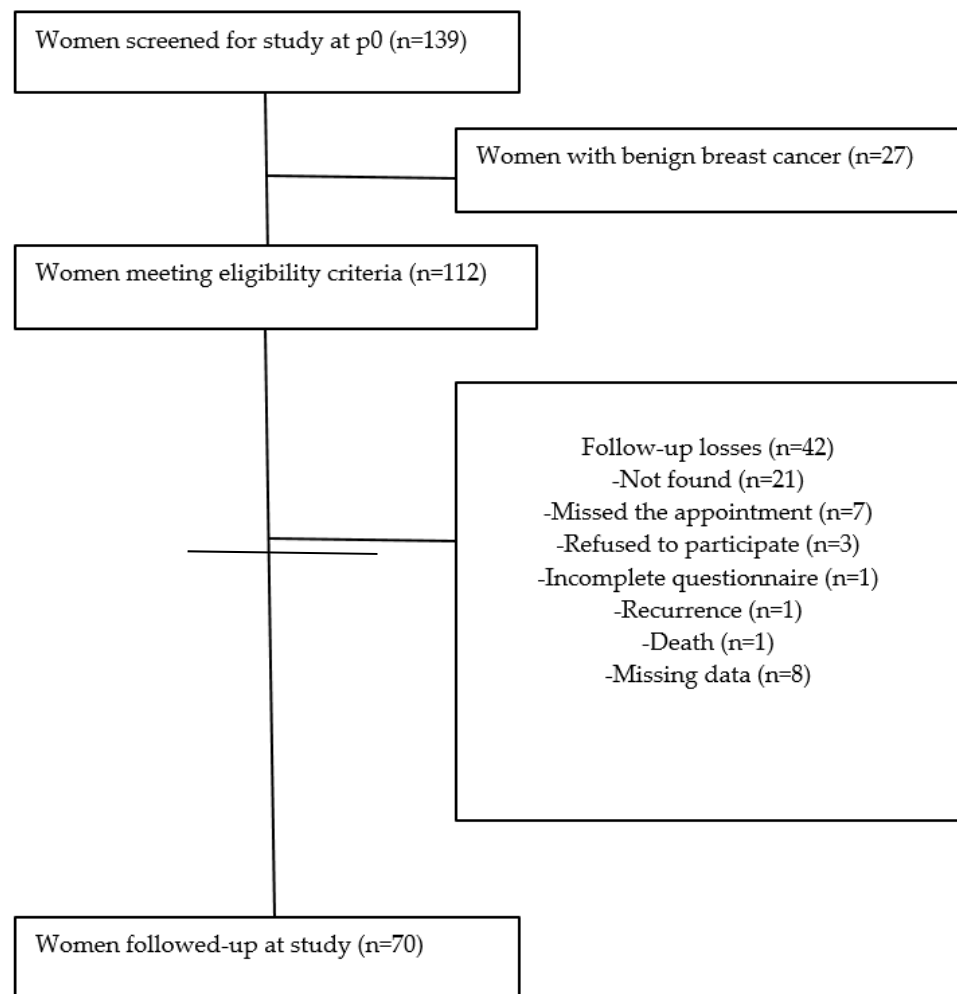 Women screened for study at p0 (n=139)
Women with benign breast cancer (n=27)
Women meeting eligibility criteria (n=112)
Follow-up losses (n=42)
-Not found (n=21)
-Missed the appointment (n=7)
-Refused to participate (n=3)
-Incomplete questionnaire (n=1)
-Recurrence (n=1)
-Death (n=1)
-Missing data (n=8)
Women followed-up at study (n=70)